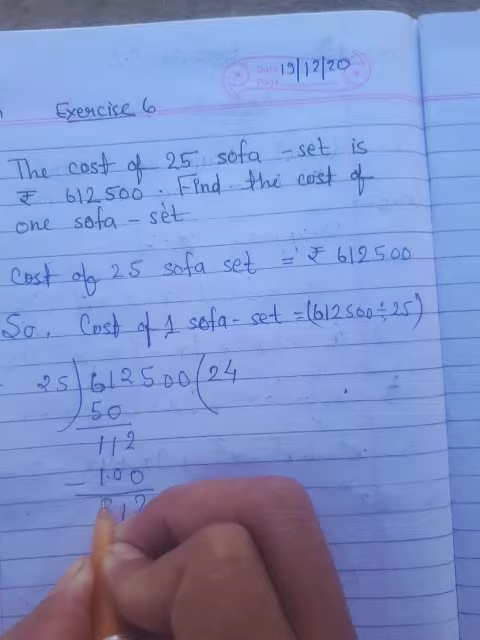 Date 19/12/20
Page
Exercise 6
The cost of 25 sofa-set is
₹ 612500. Find the cost of
one sofa-set
Cost of 25 sofa set = ₹ 612500
So, Cost of 1 sofa-set = (612500÷25)
25)612500(24
50
112
- 100
12